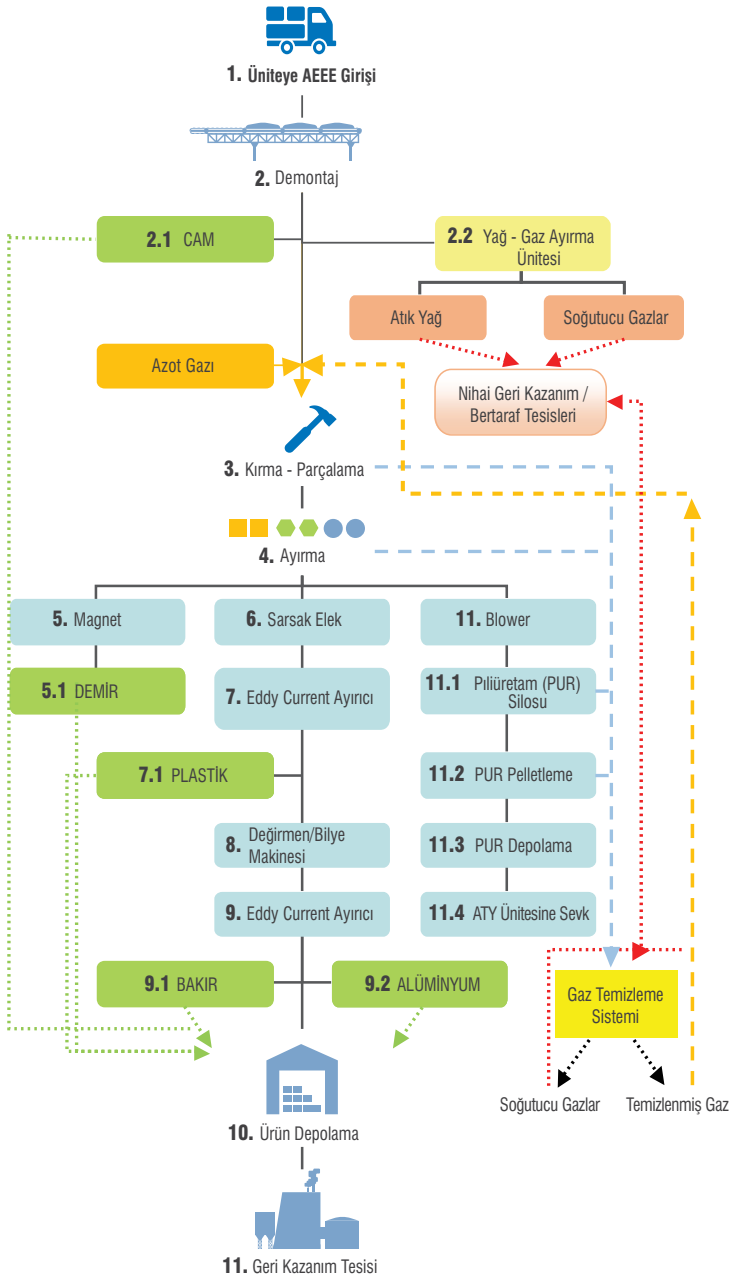 1. Üniteye AEEE Girişi
2. Demontaj
2.1 CAM
2.2 Yağ - Gaz Ayırma
Ünitesi
Atık Yağ
Soğutucu Gazlar
Azot Gazı
Nihai Geri Kazanım /
Bertaraf Tesisleri
3. Kırma - Parçalama
4. Ayırma
5. Magnet
6. Sarsak Elek
11. Blower
5.1 DEMİR
7. Eddy Current Ayırıcı
11.1 Pıliüretam (PUR)
Silosu
7.1 PLASTİK
11.2 PUR Pelletleme
8. Değirmen/Bilye
Makinesi
11.3 PUR Depolama
9. Eddy Current Ayırıcı
11.4 ATY Ünitesine Sevk
9.1 BAKIR
9.2 ALÜMİNYUM
Gaz Temizleme
Sistemi
Soğutucu Gazlar
Temizlenmiş Gaz
10. Ürün Depolama
11. Geri Kazanım Tesisi